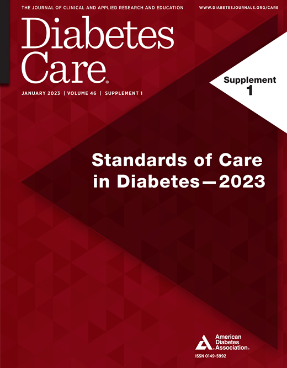 THE JOURNAL OF CLINICAL AND APPLIED RESEARCH AND EDUCATION
WWW.DIABETESJOURNALS.ORG/CARE
Diabetes
Care®
JANUARY 2023 | VOLUME 46 | SUPPLEMENT 1
Supplement
1
Standards of Care
in Diabetes—2023
American
Diabetes
Association®
ISSN 0149-5992